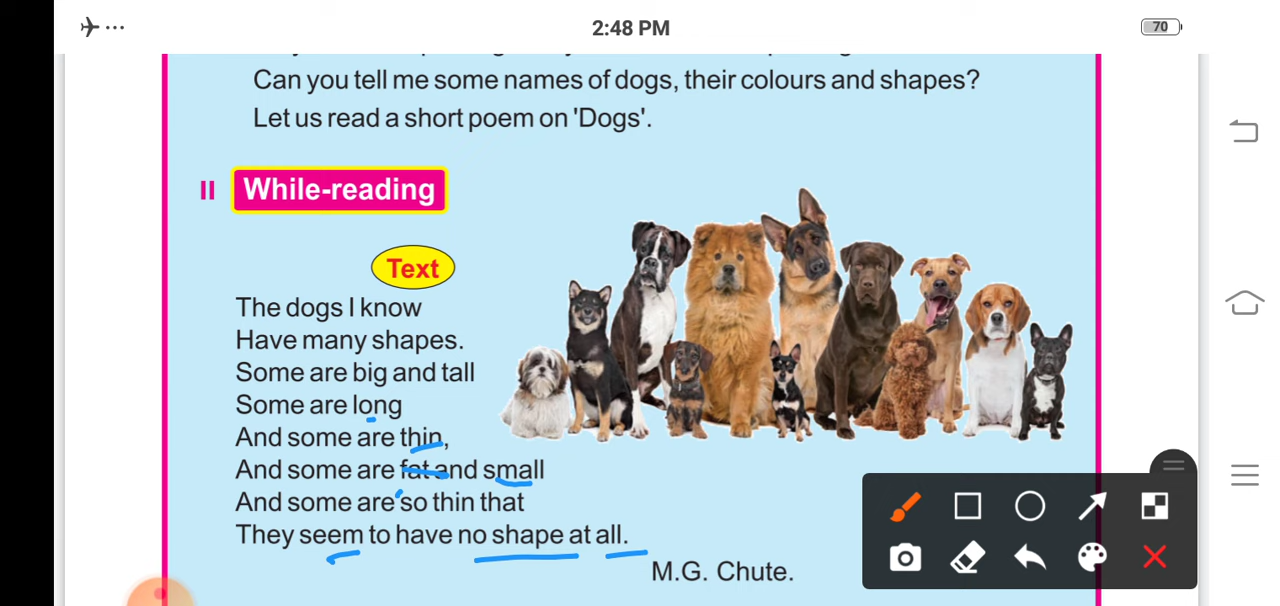 2:48 PM
70
Can you tell me some names of dogs, their colours and shapes?
Let us read a short poem on 'Dogs'.
II While-reading
Text
The dogs I know
Have many shapes.
Some are big and tall
Some are long
And some are thin,
And some are fat and small
And some are so thin that
They seem to have no shape at all.
M.G. Chute.